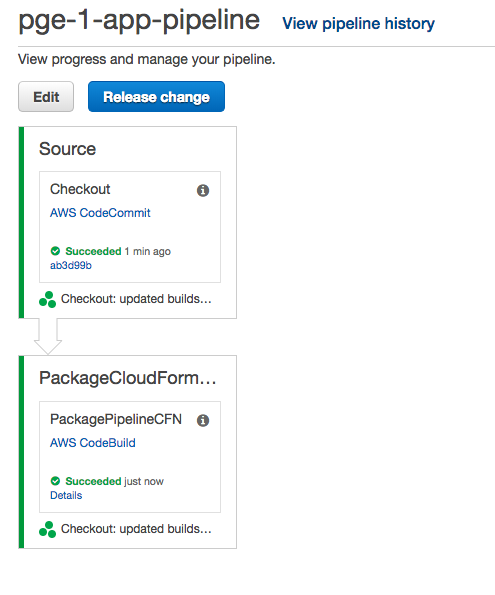 pge-1-app-pipeline View pipeline history
View progress and manage your pipeline.
Edit Release change
Source
Checkout
AWS CodeCommit
Succeeded 1 min ago
ab3d99b
Checkout: updated builds...
PackageCloudForm...
PackagePipelineCFN
AWS CodeBuild
Succeeded just now
Details
Checkout: updated builds...